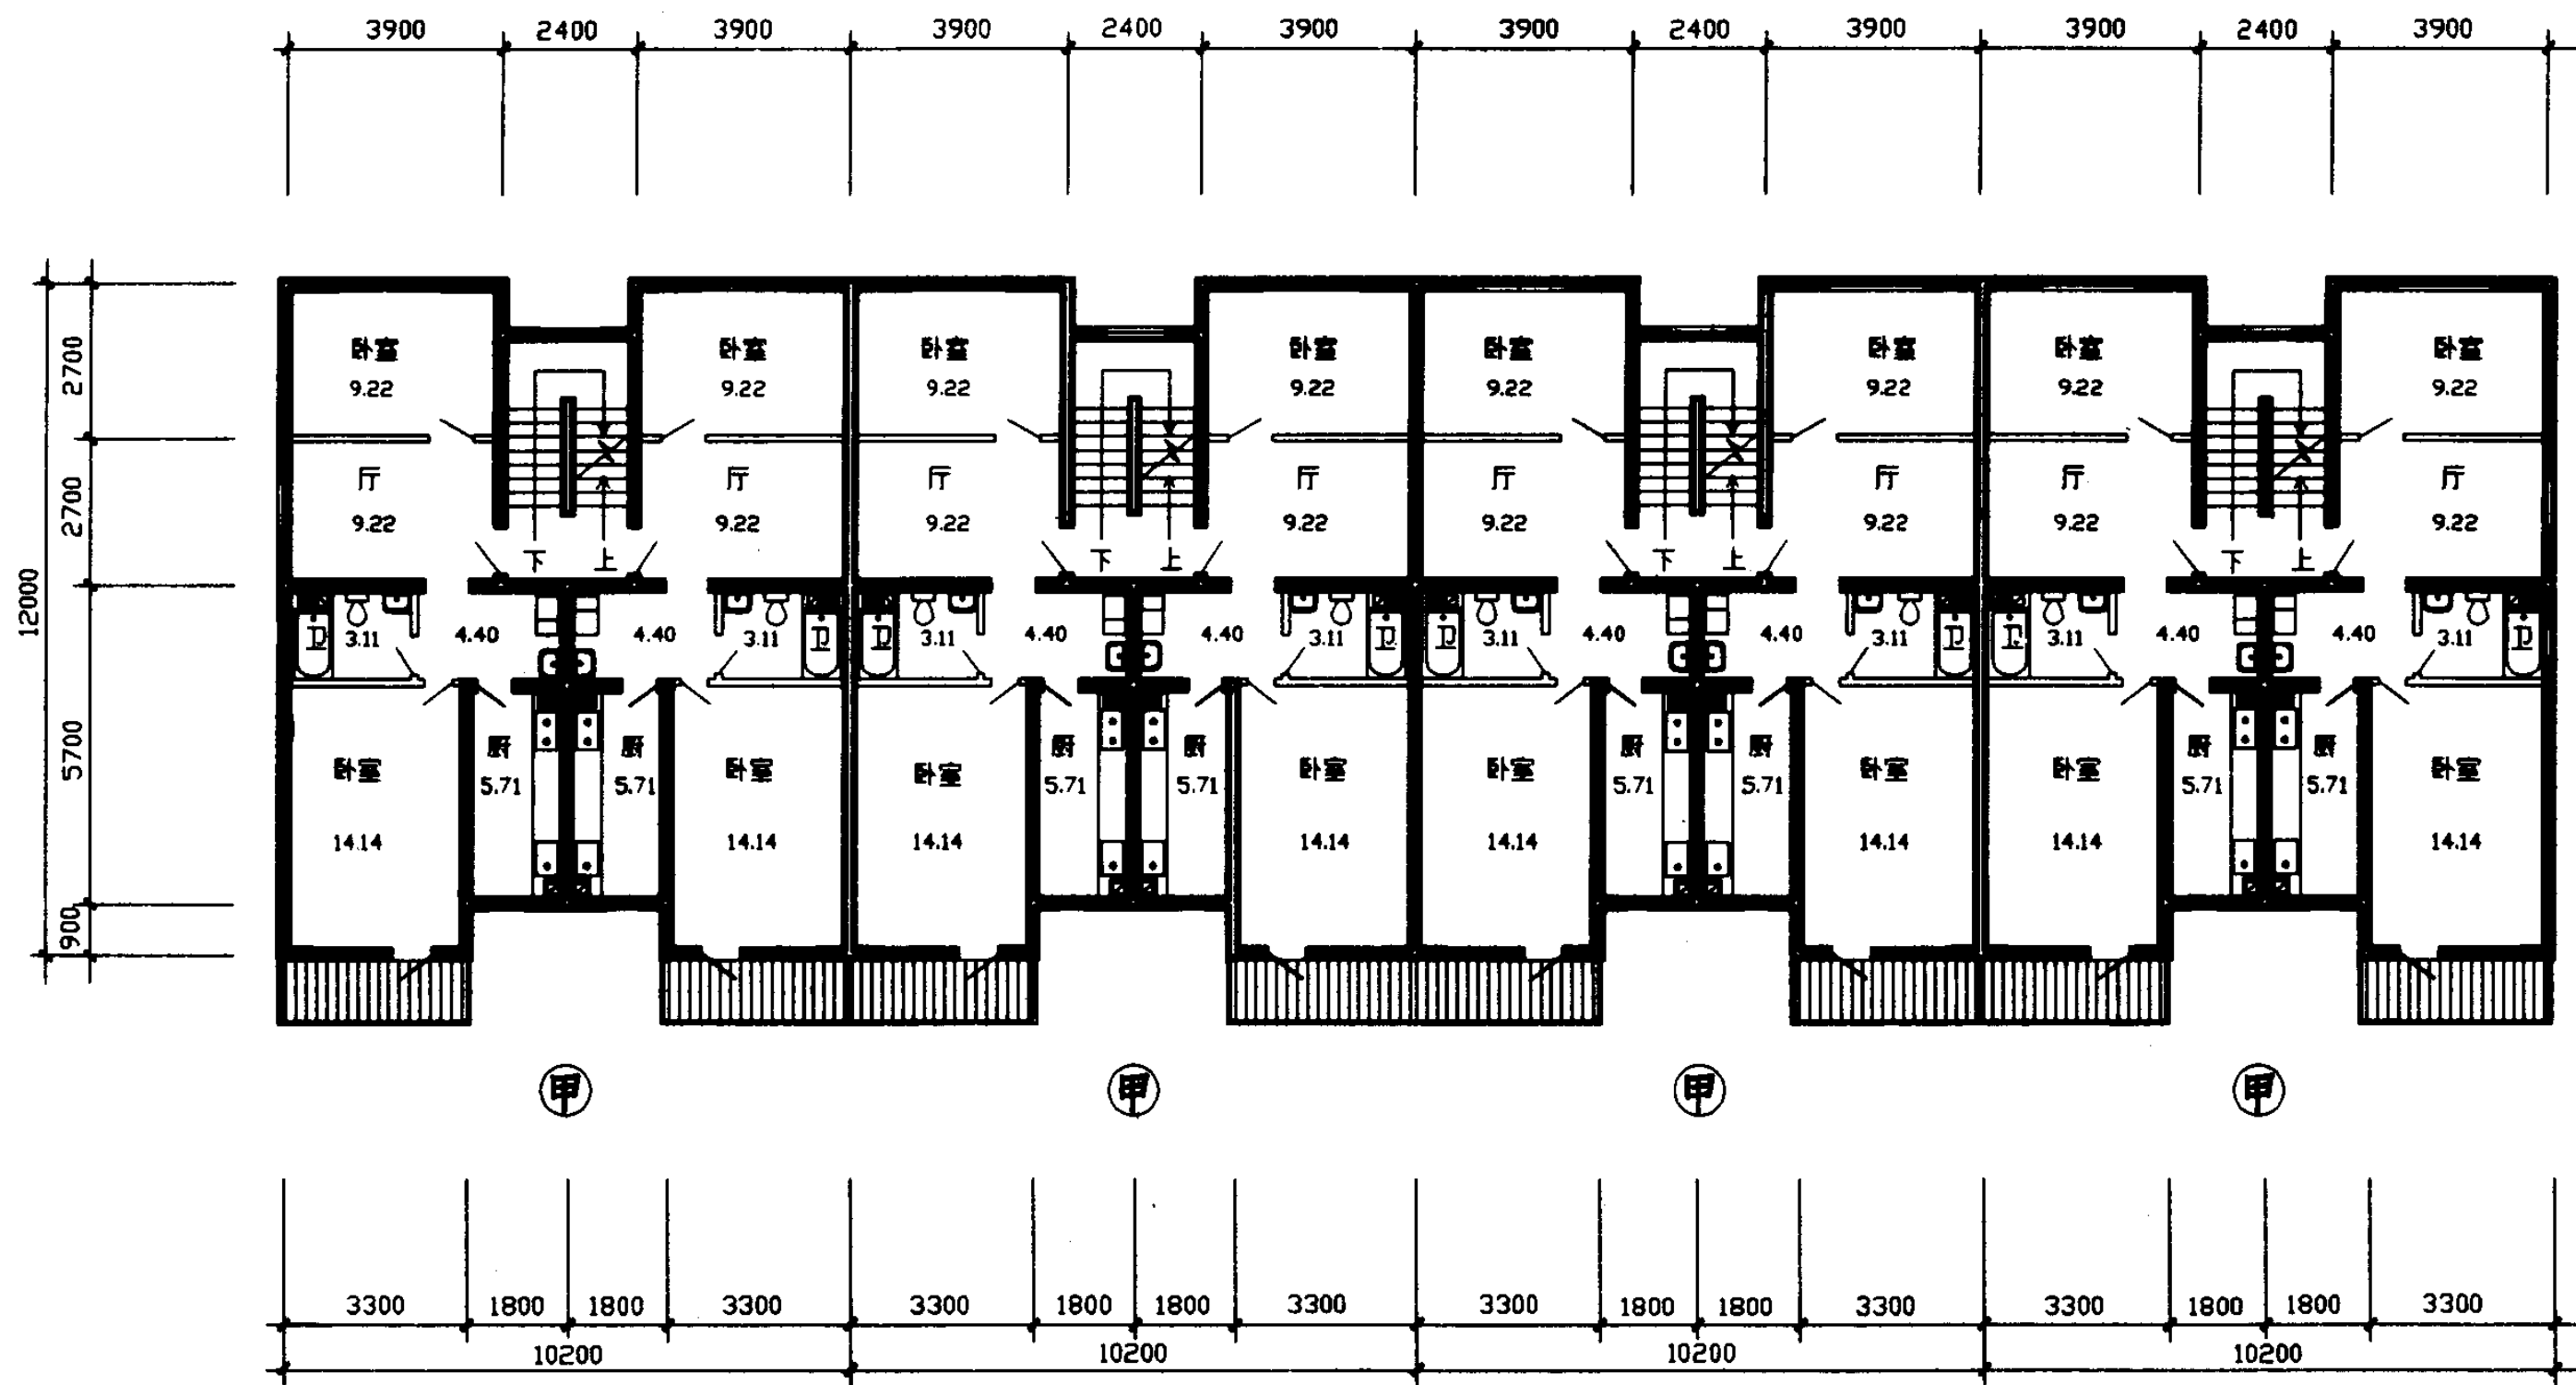 3900 2400 3900 3900 2400 3900 3900 2400 3900 3900 2400 3900
12000
2700
2700
5700
900
卧室 卧室 卧室 卧室 卧室 卧室 卧室 卧室
9.22 9.22 9.22 9.22 9.22 9.22 9.22 9.22
厅 厅 厅 厅 厅 厅 厅 厅
9.22 9.22 9.22 9.22 9.22 9.22 9.22 9.22
下 上 下 上 下 上 下 上
卫 3.11 4.40 4.40 3.11 卫 卫 3.11 4.40 4.40 3.11 卫 卫 3.11 4.40 4.40 3.11 卫 卫 3.11 4.40 4.40 3.11 卫
卧室 厨 厨 卧室 卧室 厨 厨 卧室 卧室 厨 厨 卧室 卧室 厨 厨 卧室
5.71 5.71 5.71 5.71 5.71 5.71 5.71 5.71
14.14 14.14 14.14 14.14 14.14 14.14 14.14 14.14
甲 甲 甲 甲
3300 1800 1800 3300 3300 1800 1800 3300 3300 1800 1800 3300 3300 1800 1800 3300
10200 10200 10200 10200